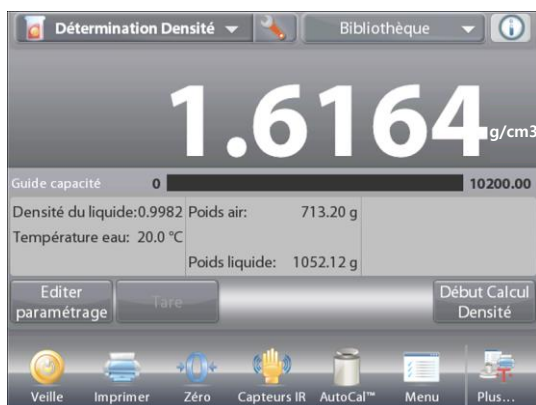 Détermination Densité Bibliothèque
1.6164 g/cm3
Guide capacité 0 10200.00
Densité du liquide:0.9982 Poids air: 713.20 g
Température eau: 20.0 °C
Poids liquide: 1052.12 g
Editer paramétrage
Tare
Début Calcul Densité
Veille Imprimer Zéro Capteurs IR AutoCal™ Menu Plus...